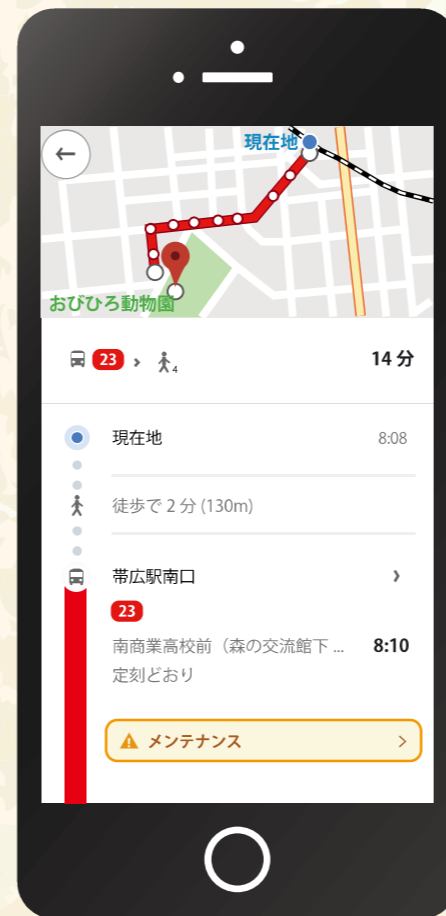 現在地
おびひろ動物園
23 › 4 14 分
現在地 8:08
徒歩で 2 分 (130m)
帯広駅南口 ›
23
南商業高校前（森の交流館下 ... 8:10
定刻どおり
メンテナンス ›